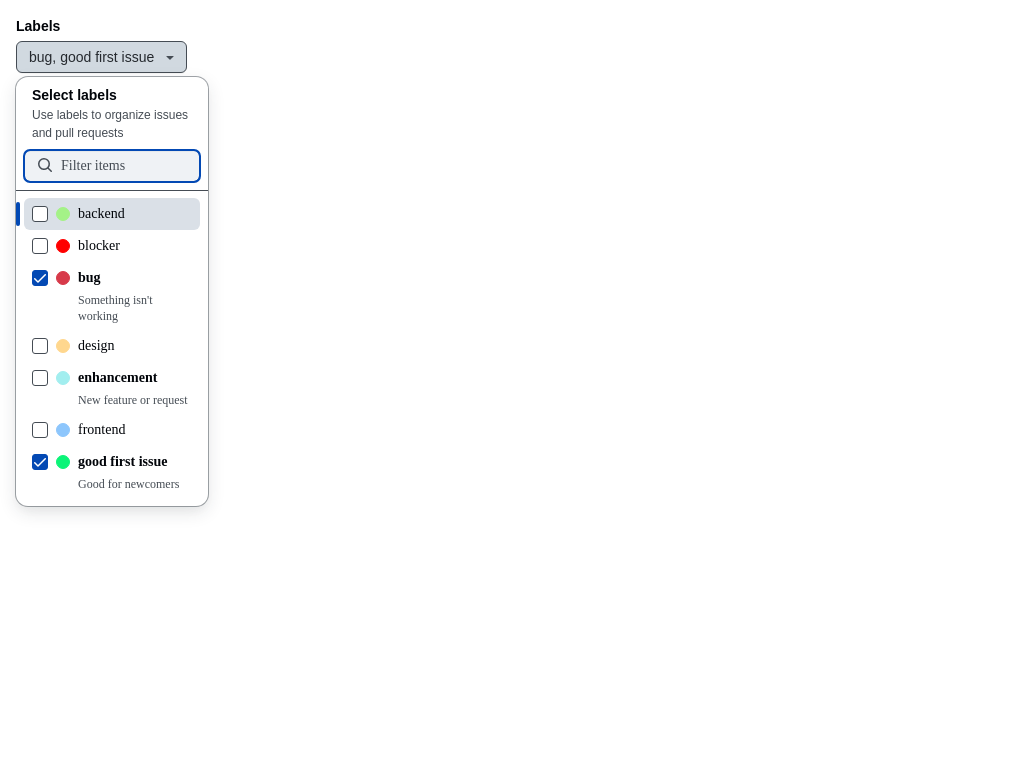 Labels
bug, good first issue
Select labels
Use labels to organize issues
and pull requests
Filter items
backend
blocker
bug
Something isn't
working
design
enhancement
New feature or request
frontend
good first issue
Good for newcomers